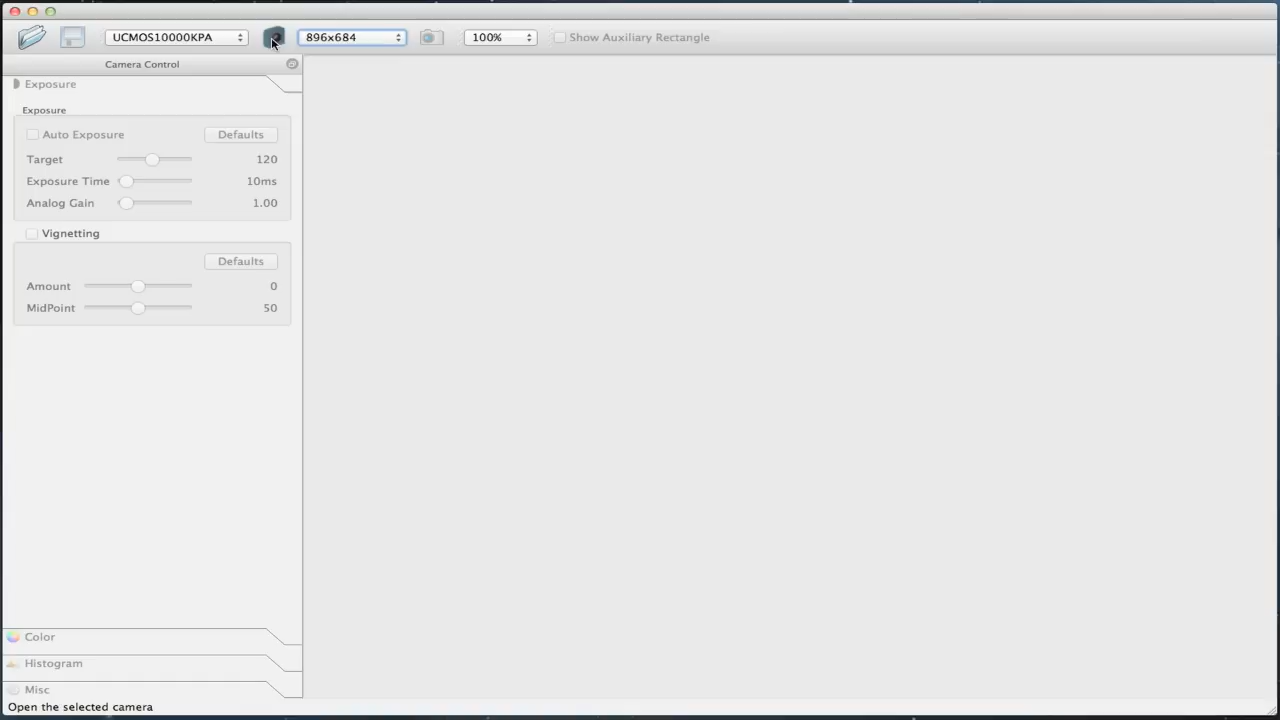 UCMOS10000KPA
896x684
100%
Show Auxiliary Rectangle
Camera Control
Exposure
Exposure
Auto Exposure
Defaults
Target
120
Exposure Time
10ms
Analog Gain
1.00
Vignetting
Defaults
Amount
0
MidPoint
50
Color
Histogram
Misc
Open the selected camera